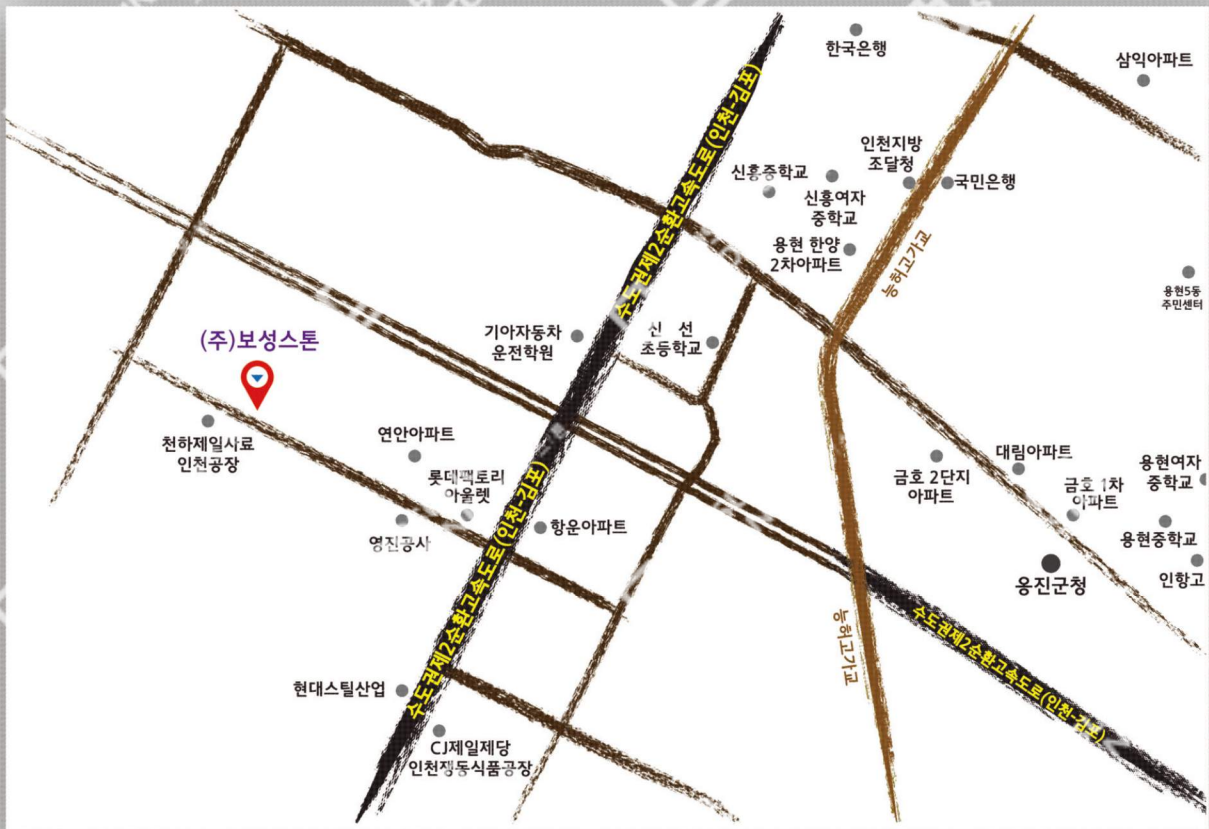 한국은행
삼익아파트
수도권제2순환고속도로(인천-김포)
신흥중학교
신흥여자
중학교
인천지방
조달청
국민은행
용현 한양
2차아파트
능허고가교
용현5동
주민센터
(주)보성스톤
기아자동차
운전학원
신 선
초등학교
천하제일사료
인천공장
연안아파트
롯데팩토리
아울렛
영진공사
항운아파트
금호 2단지
아파트
대림아파트
금호 1차
아파트
용현여자
중학교
용현중학교
인항고
옹진군청
수도권제2순환고속도로(인천-김포)
능허고가교
수도권제2순환고속도로(인천-김포)
현대스틸산업
CJ제일제당
인천쟁동식품공장